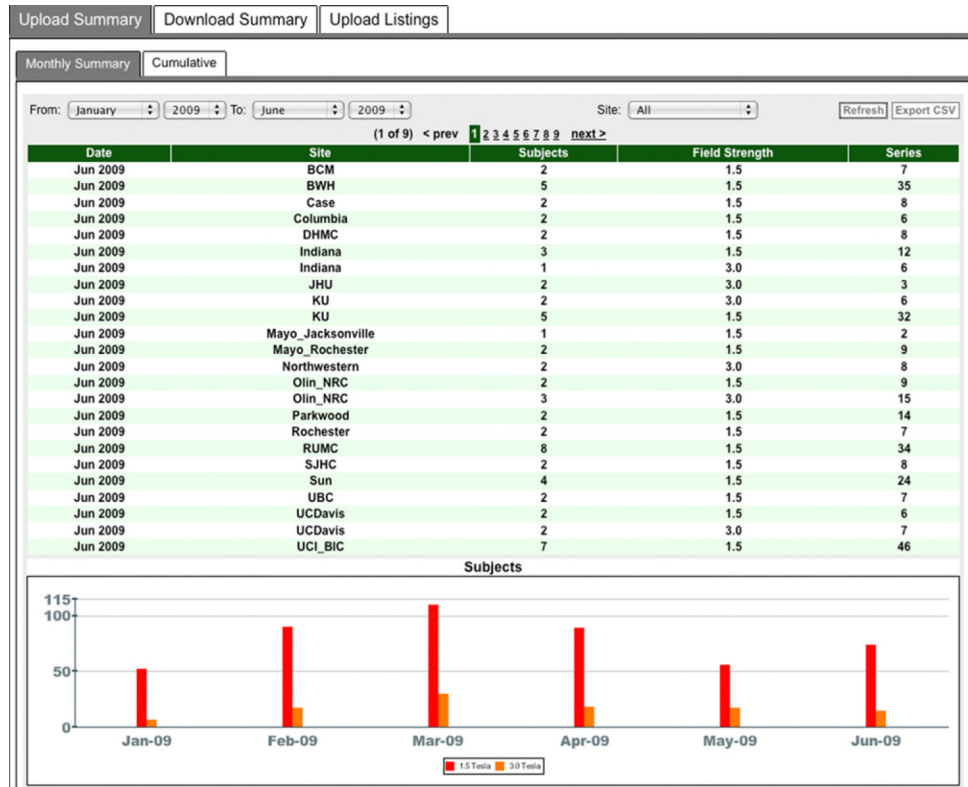 Upload Summary Download Summary Upload Listings
Monthly Summary Cumulative
From: January 2009 To: June 2009 Site: All Refresh Export CSV
(1 of 9) < prev 1 2 3 4 5 6 7 8 9 next >
Date Site Subjects Field Strength Series
Jun 2009 BCM 2 1.5 7
Jun 2009 BWH 5 1.5 35
Jun 2009 Case 2 1.5 8
Jun 2009 Columbia 2 1.5 6
Jun 2009 DHMC 2 1.5 8
Jun 2009 Indiana 3 1.5 12
Jun 2009 Indiana 1 3.0 6
Jun 2009 JHU 2 3.0 3
Jun 2009 KU 2 3.0 6
Jun 2009 KU 5 1.5 32
Jun 2009 Mayo_Jacksonville 1 1.5 2
Jun 2009 Mayo_Rochester 2 1.5 9
Jun 2009 Northwestern 2 3.0 8
Jun 2009 Olin_NRC 2 1.5 9
Jun 2009 Olin_NRC 3 3.0 15
Jun 2009 Parkwood 2 1.5 14
Jun 2009 Rochester 2 1.5 7
Jun 2009 RUMC 8 1.5 34
Jun 2009 SJHC 2 1.5 8
Jun 2009 Sun 4 1.5 24
Jun 2009 UBC 2 1.5 7
Jun 2009 UCDavis 2 1.5 6
Jun 2009 UCDavis 2 3.0 7
Jun 2009 UCI_BIC 7 1.5 46
Subjects
115
100
50
0
Jan-09 Feb-09 Mar-09 Apr-09 May-09 Jun-09
1.5 Tesla 3.0 Tesla